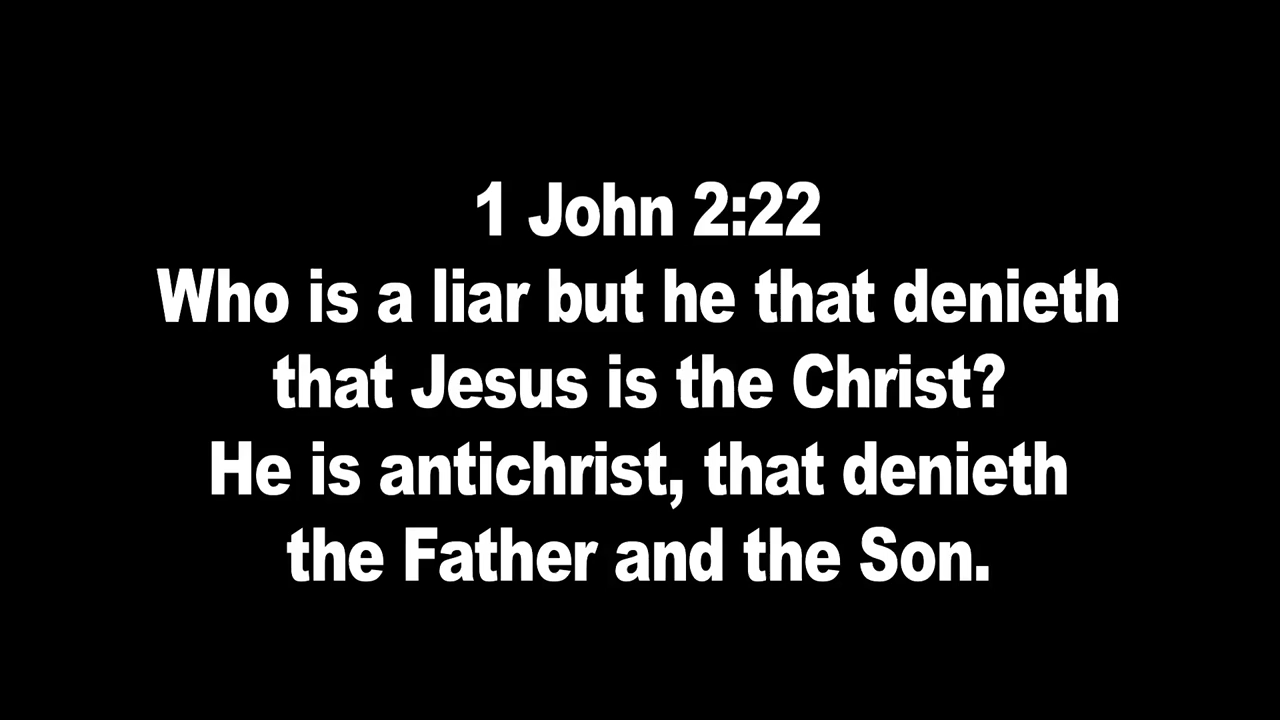 1 John 2:22
Who is a liar but he that denieth
that Jesus is the Christ?
He is antichrist, that denieth
the Father and the Son.